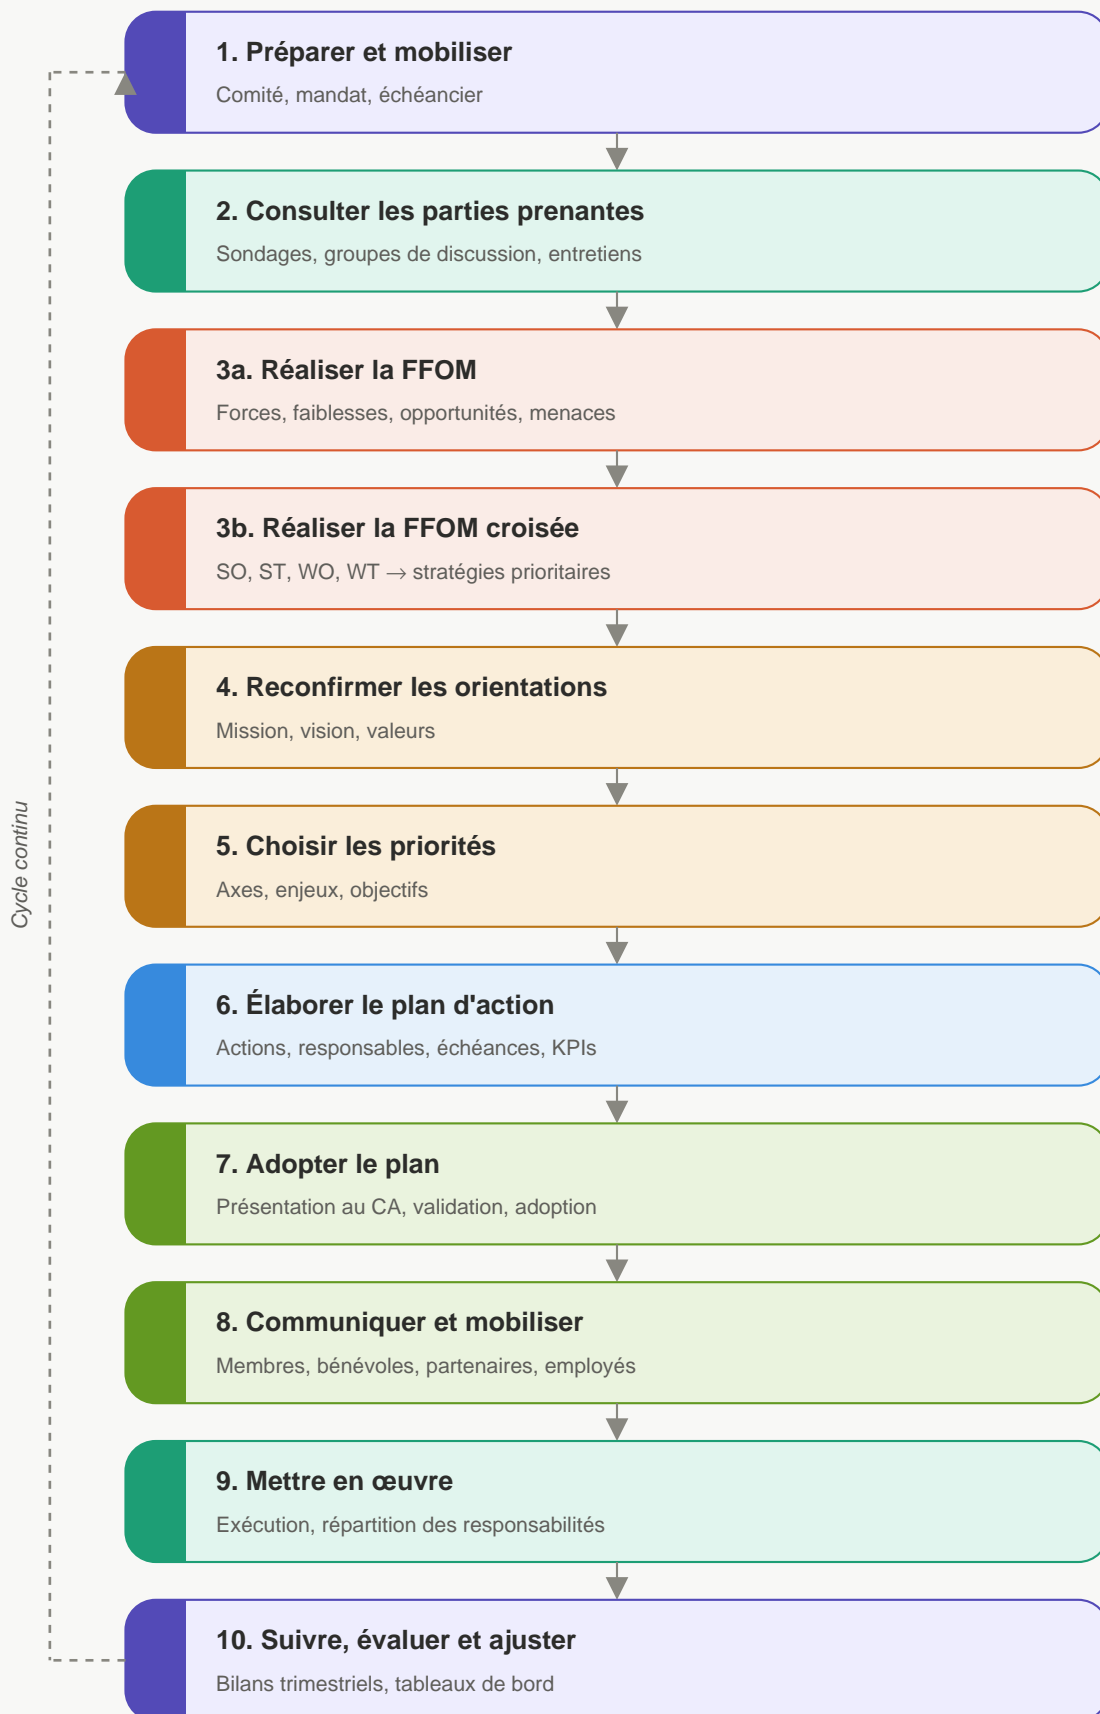 1. Préparer et mobiliser
Comité, mandat, échéancier
2. Consulter les parties prenantes
Sondages, groupes de discussion, entretiens
3a. Réaliser la FFOM
Forces, faiblesses, opportunités, menaces
3b. Réaliser la FFOM croisée
SO, ST, WO, WT → stratégies prioritaires
4. Reconfirmer les orientations
Mission, vision, valeurs
5. Choisir les priorités
Axes, enjeux, objectifs
Cycle continu
6. Élaborer le plan d'action
Actions, responsables, échéances, KPIs
7. Adopter le plan
Présentation au CA, validation, adoption
8. Communiquer et mobiliser
Membres, bénévoles, partenaires, employés
9. Mettre en œuvre
Exécution, répartition des responsabilités
10. Suivre, évaluer et ajuster
Bilans trimestriels, tableaux de bord